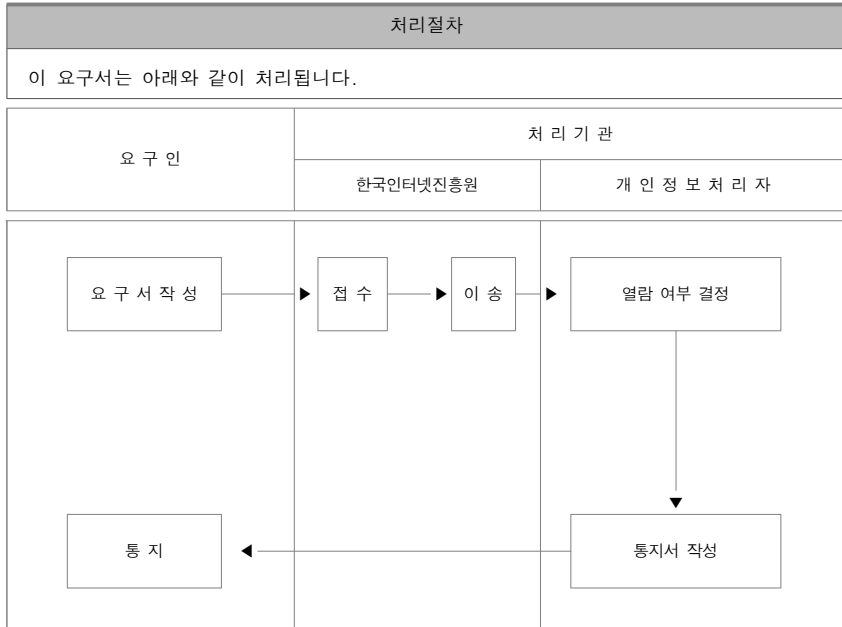 처리절차
이 요구서는 아래와 같이 처리됩니다.
요 구 인
처 리 기 관
한국인터넷진흥원
개 인 정 보 처 리 자
요 구 서 작 성
접 수
이 송
열람 여부 결정
통 지
통지서 작성